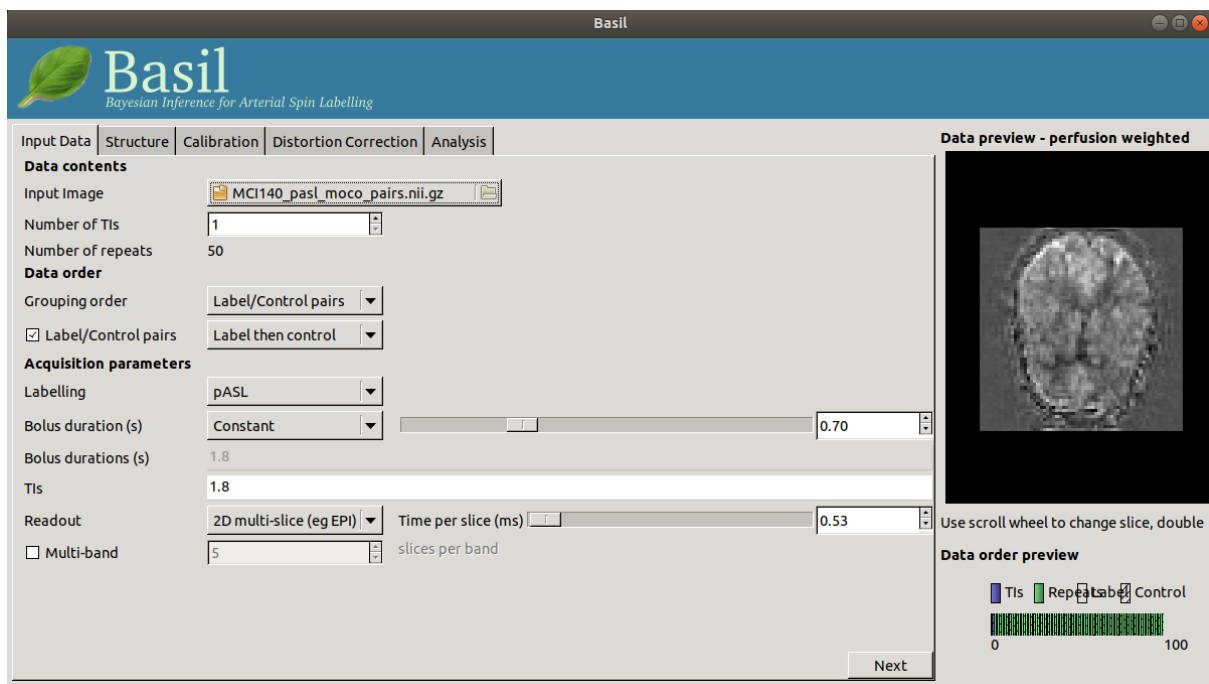 Basil
Basil
Bayesian Inference for Arterial Spin Labelling
Input Data Structure Calibration Distortion Correction Analysis
Data contents
Input Image MCI140_pasl_moco_pairs.nii.gz
Number of TIs 1
Number of repeats 50
Data order
Grouping order Label/Control pairs
Label/Control pairs Label then control
Acquisition parameters
Labelling pASL
Bolus duration (s) Constant 0.70
Bolus durations (s) 1.8
TIs 1.8
Readout 2D multi-slice (eg EPI) Time per slice (ms) 0.53
Multi-band 5 slices per band
Next
Data preview - perfusion weighted
Use scroll wheel to change slice, double
Data order preview
TIs Repeats Label Control
0 100